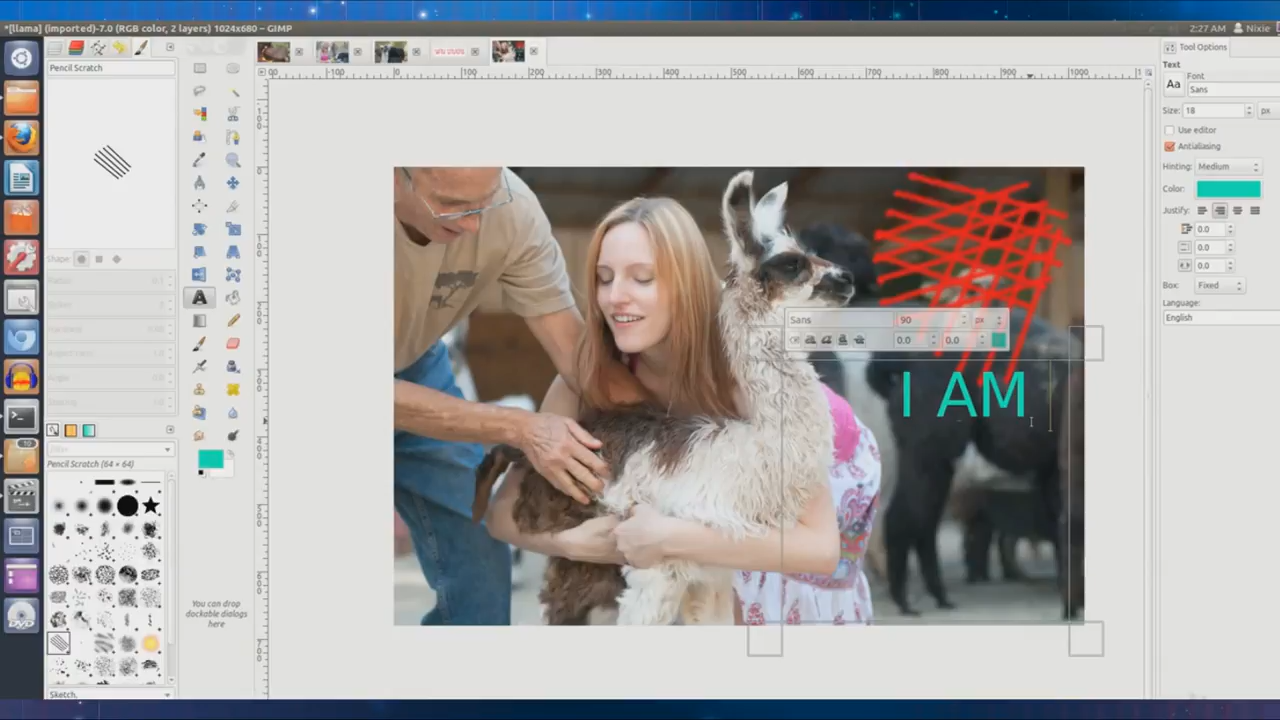 *[llama] (imported)-7.0 (RGB color, 2 layers) 1024x680 – GIMP
2:27 AM Nixie
Pencil Scratch
Tool Options
Text
Font
Aa
Sans
Size: 18 px
Use editor
Antialiasing
Hinting: Medium
Color:
Justify:
0.0
0.0
0.0
Box: Fixed
Language:
English
Shape:
Sans 90 px
0.0 0.0
I AM
Pencil Scratch (64 × 64)
You can drop
dockable dialogs
here
Sketch,